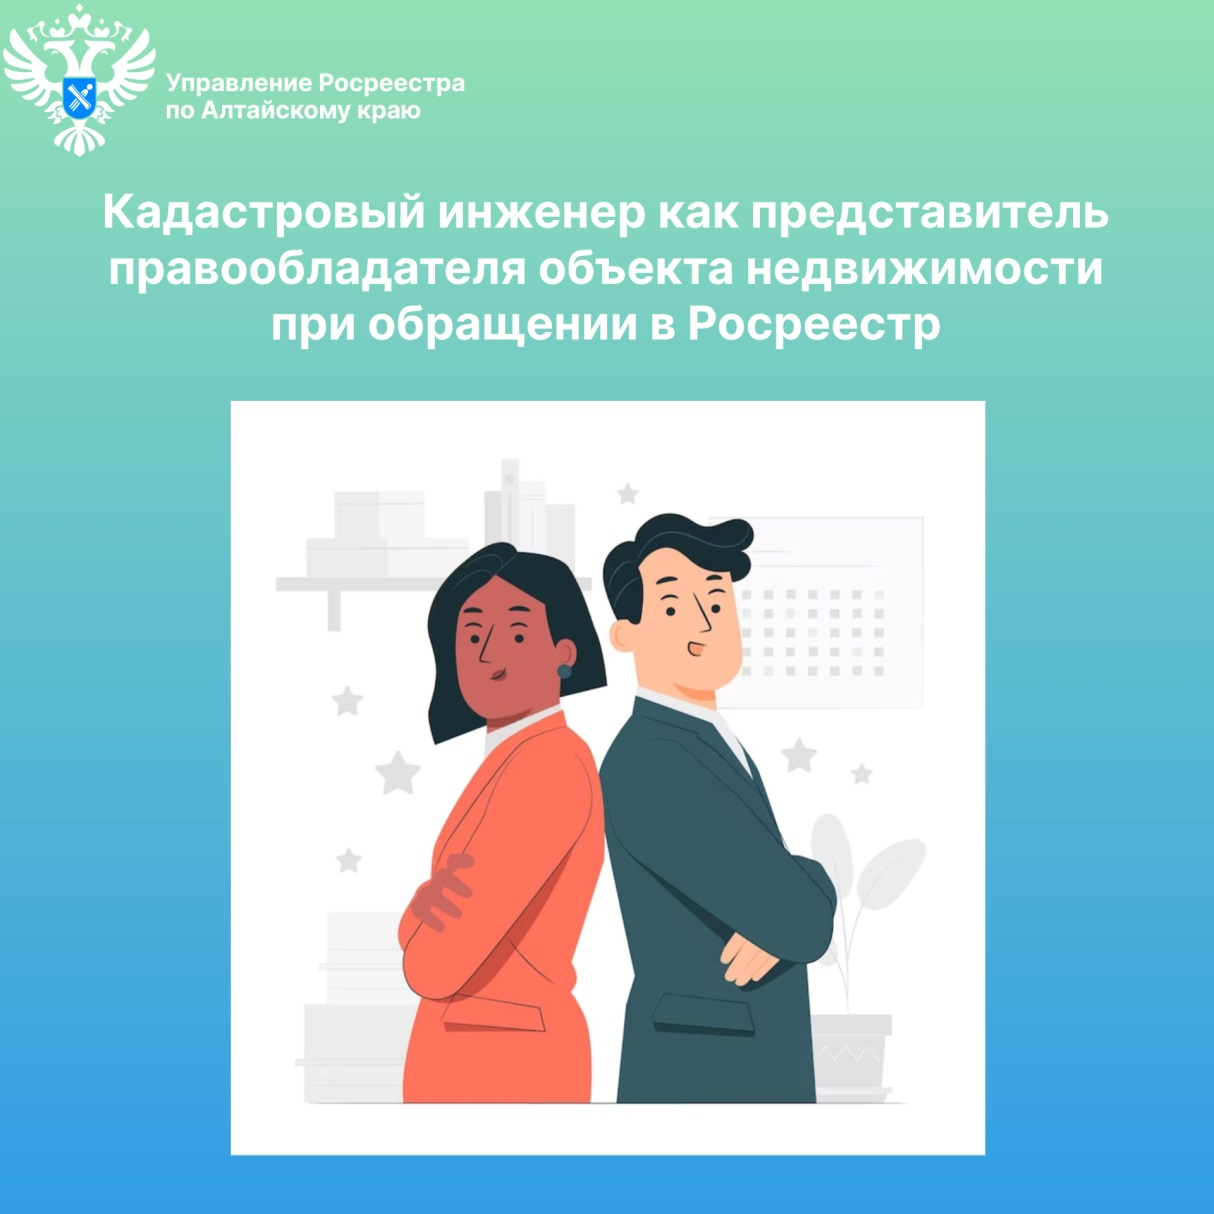 Управление Росреестра
по Алтайскому краю
Кадастровый инженер как представитель
правообладателя объекта недвижимости
при обращении в Росреестр